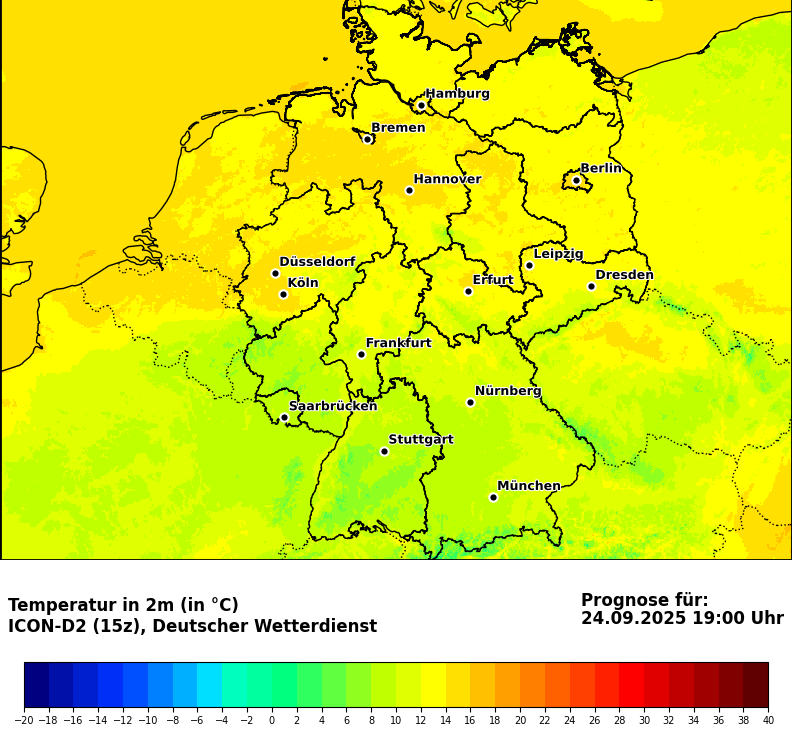 Hamburg
Bremen
Berlin
Hannover
Leipzig
Düsseldorf
Dresden
Köln
Erfurt
Frankfurt
Nürnberg
Saarbrücken
Stuttgart
München
Temperatur in 2m (in °C)
ICON-D2 (15z), Deutscher Wetterdienst
Prognose für:
24.09.2025 19:00 Uhr
−20 −18 −16 −14 −12 −10 −8 −6 −4 −2 0 2 4 6 8 10 12 14 16 18 20 22 24 26 28 30 32 34 36 38 40